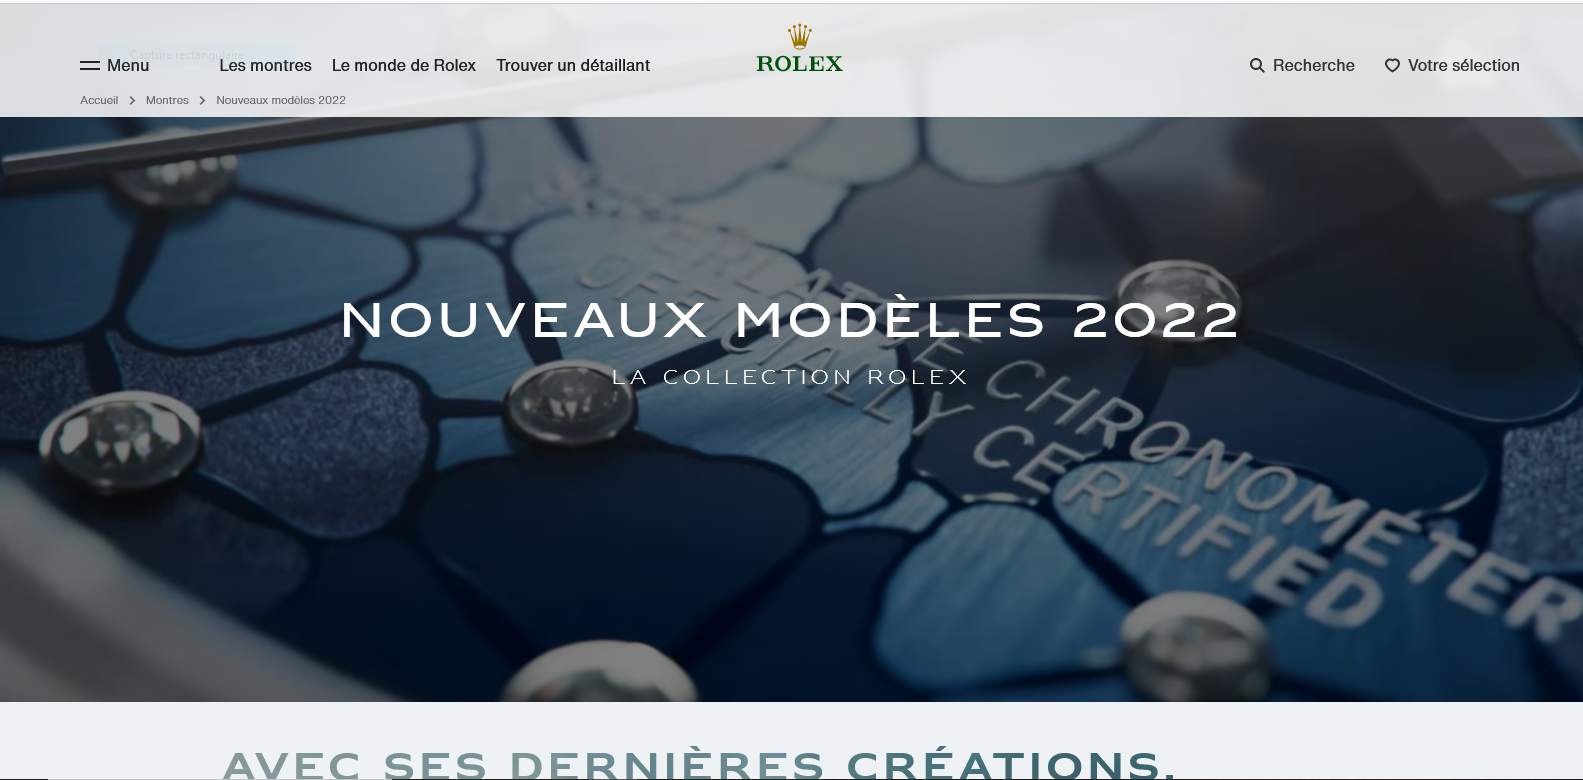 Capture rectangulaire
ROLEX
Menu Les montres Le monde de Rolex Trouver un détaillant Recherche Votre sélection
Accueil > Montres > Nouveaux modèles 2022
NOUVEAUX MODÈLES 2022
LA COLLECTION ROLEX
SUPERLATIVE CHRONOMETER
OFFICIALLY CERTIFIED
AVEC SES DERNIÈRES CRÉATIONS,